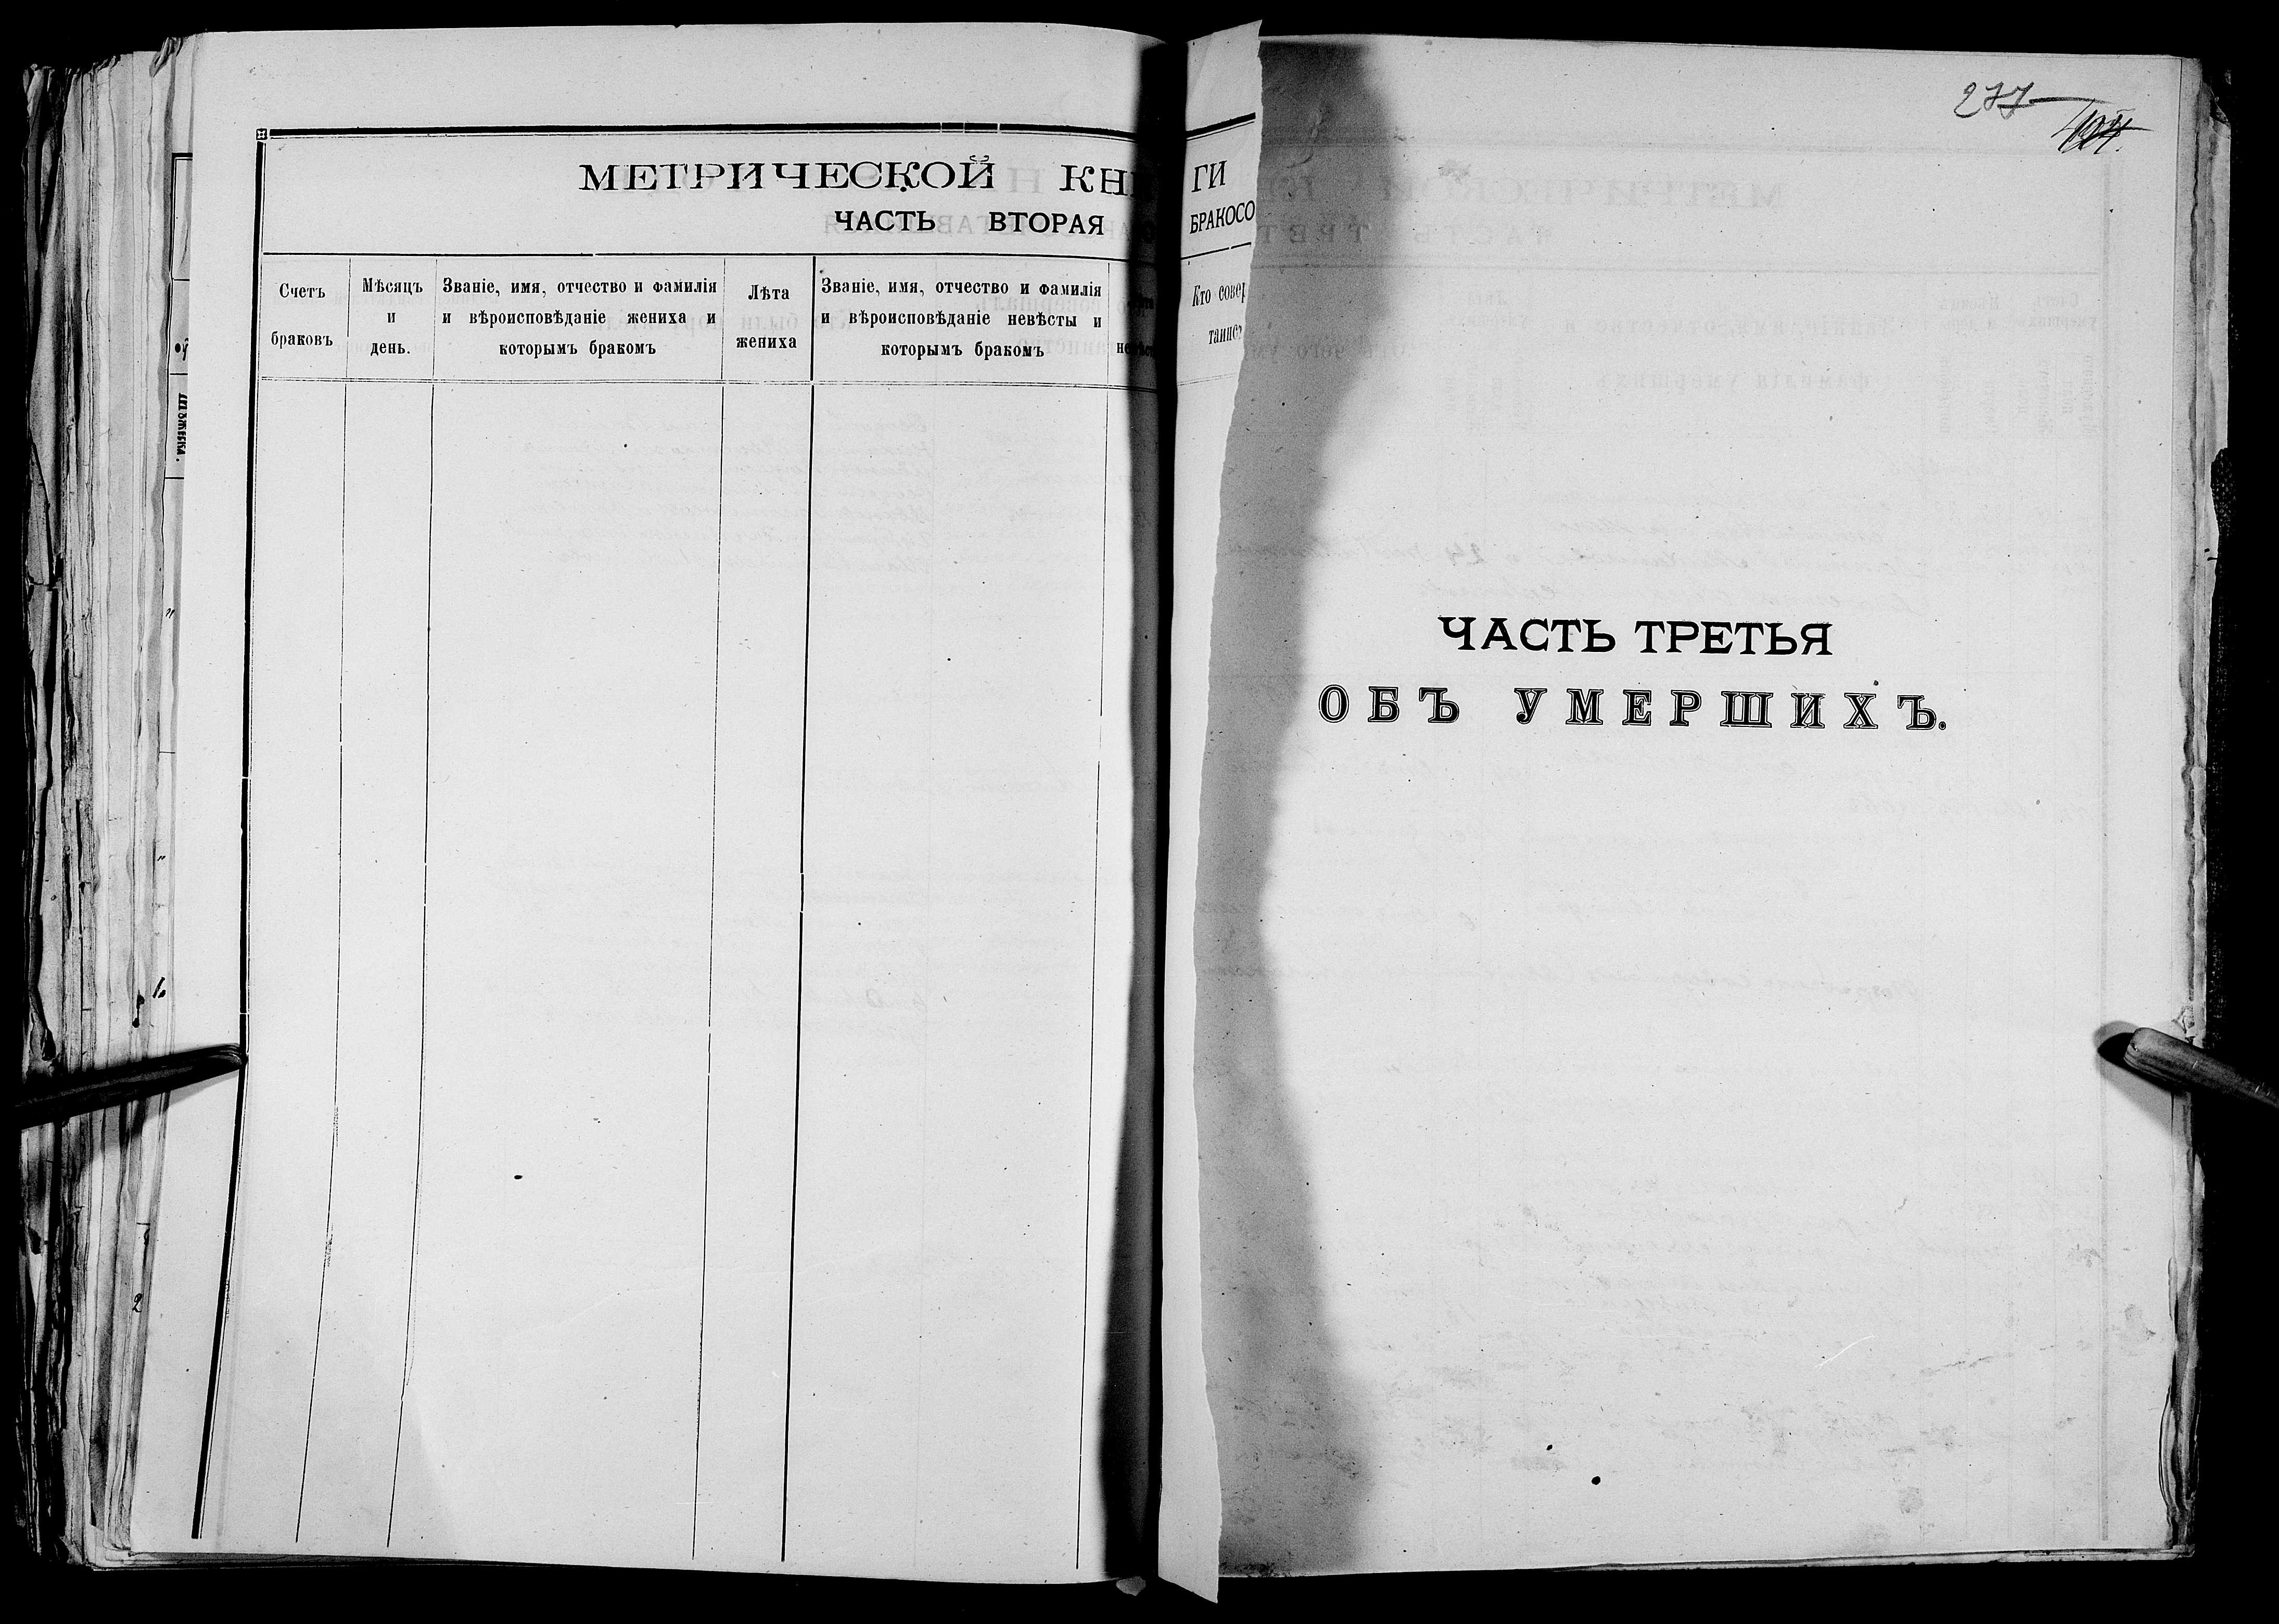 МЕТРИЧЕСКОЙ КНИ
ЧАСТЬ ВТОРАЯ
Счетъ
браковъ
Мѣсяцъ
и
день.
Званіе, имя, отчество и фамилія
и вѣроисповѣданіе жениха и
которымъ бракомъ
Лѣта
жениха
Званіе, имя, отчество и фамилія
и вѣроисповѣданіе невѣсты и
которымъ бракомъ
ГИ
БРАКОСО
Кто совер
таинс
277
ЧАСТЬ ТРЕТЬЯ
ОБЪ УМЕРШИХЪ.